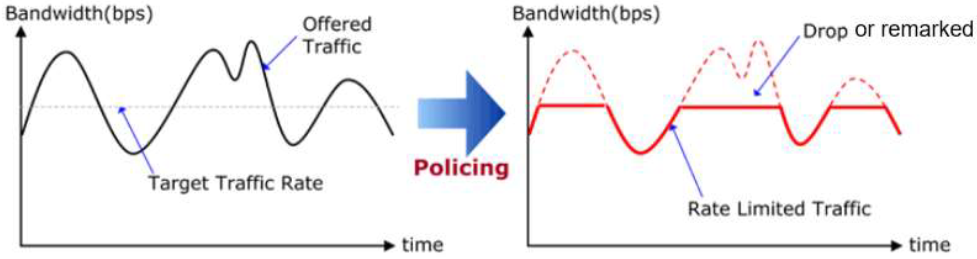 Bandwidth(bps)
Offered
Traffic
Target Traffic Rate
time
Policing
Bandwidth(bps)
Drop or remarked
Rate Limited Traffic
time